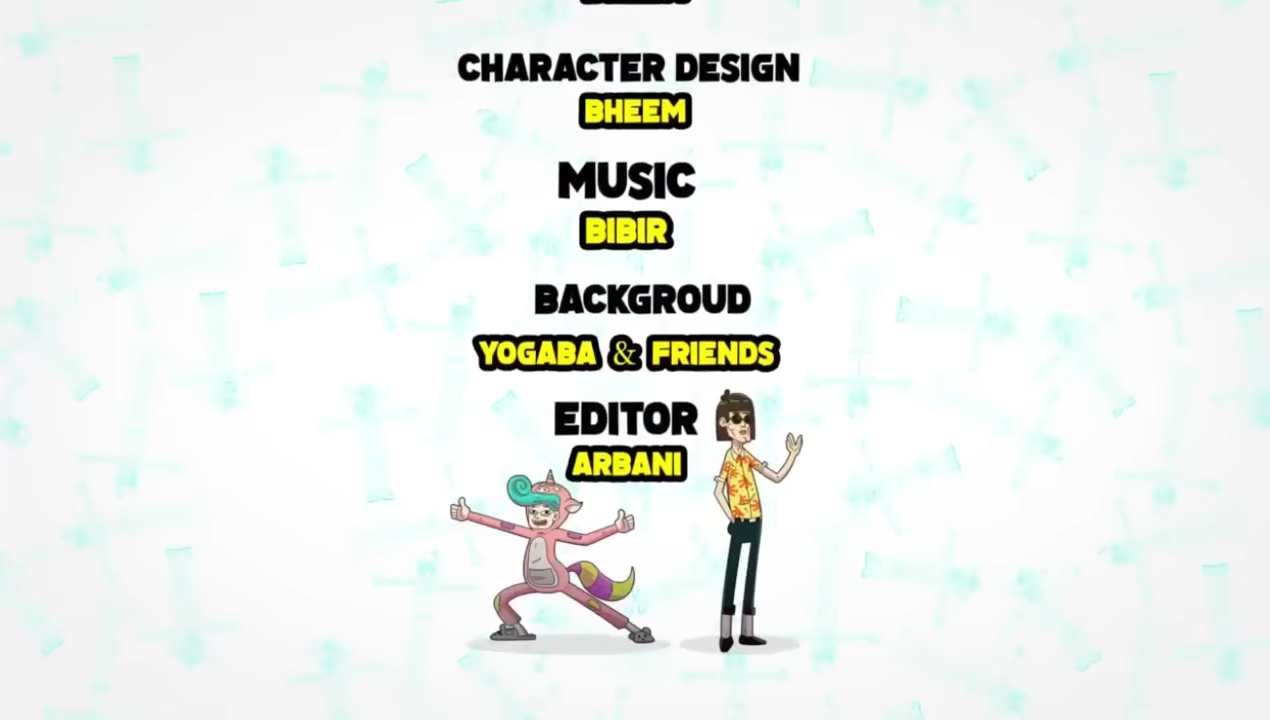 CHARACTER DESIGN
BHEEM
MUSIC
BIBIR
BACKGROUD
YOGABA & FRIENDS
EDITOR
ARBANI